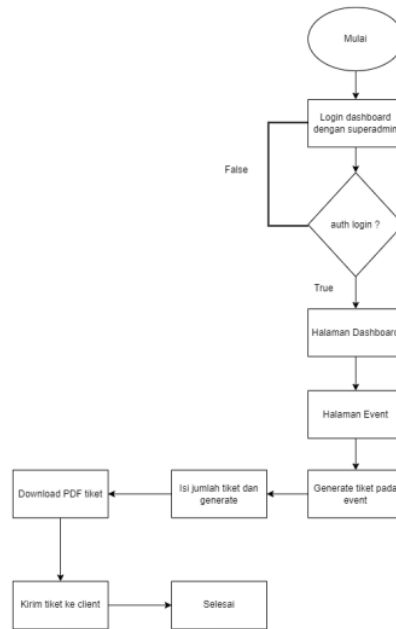 Mulai
Login dashboard
dengan superadmin
False
auth login ?
True
Halaman Dashboard
Halaman Event
Generate tiket pada
event
Isi jumlah tiket dan
generate
Download PDF tiket
Kirim tiket ke client
Selesai